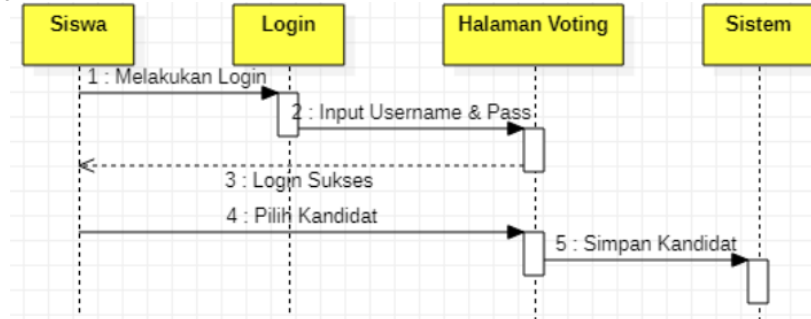 Siswa
Login
Halaman Voting
Sistem
1 : Melakukan Login
2 : Input Username & Pass
3 : Login Sukses
4 : Pilih Kandidat
5 : Simpan Kandidat